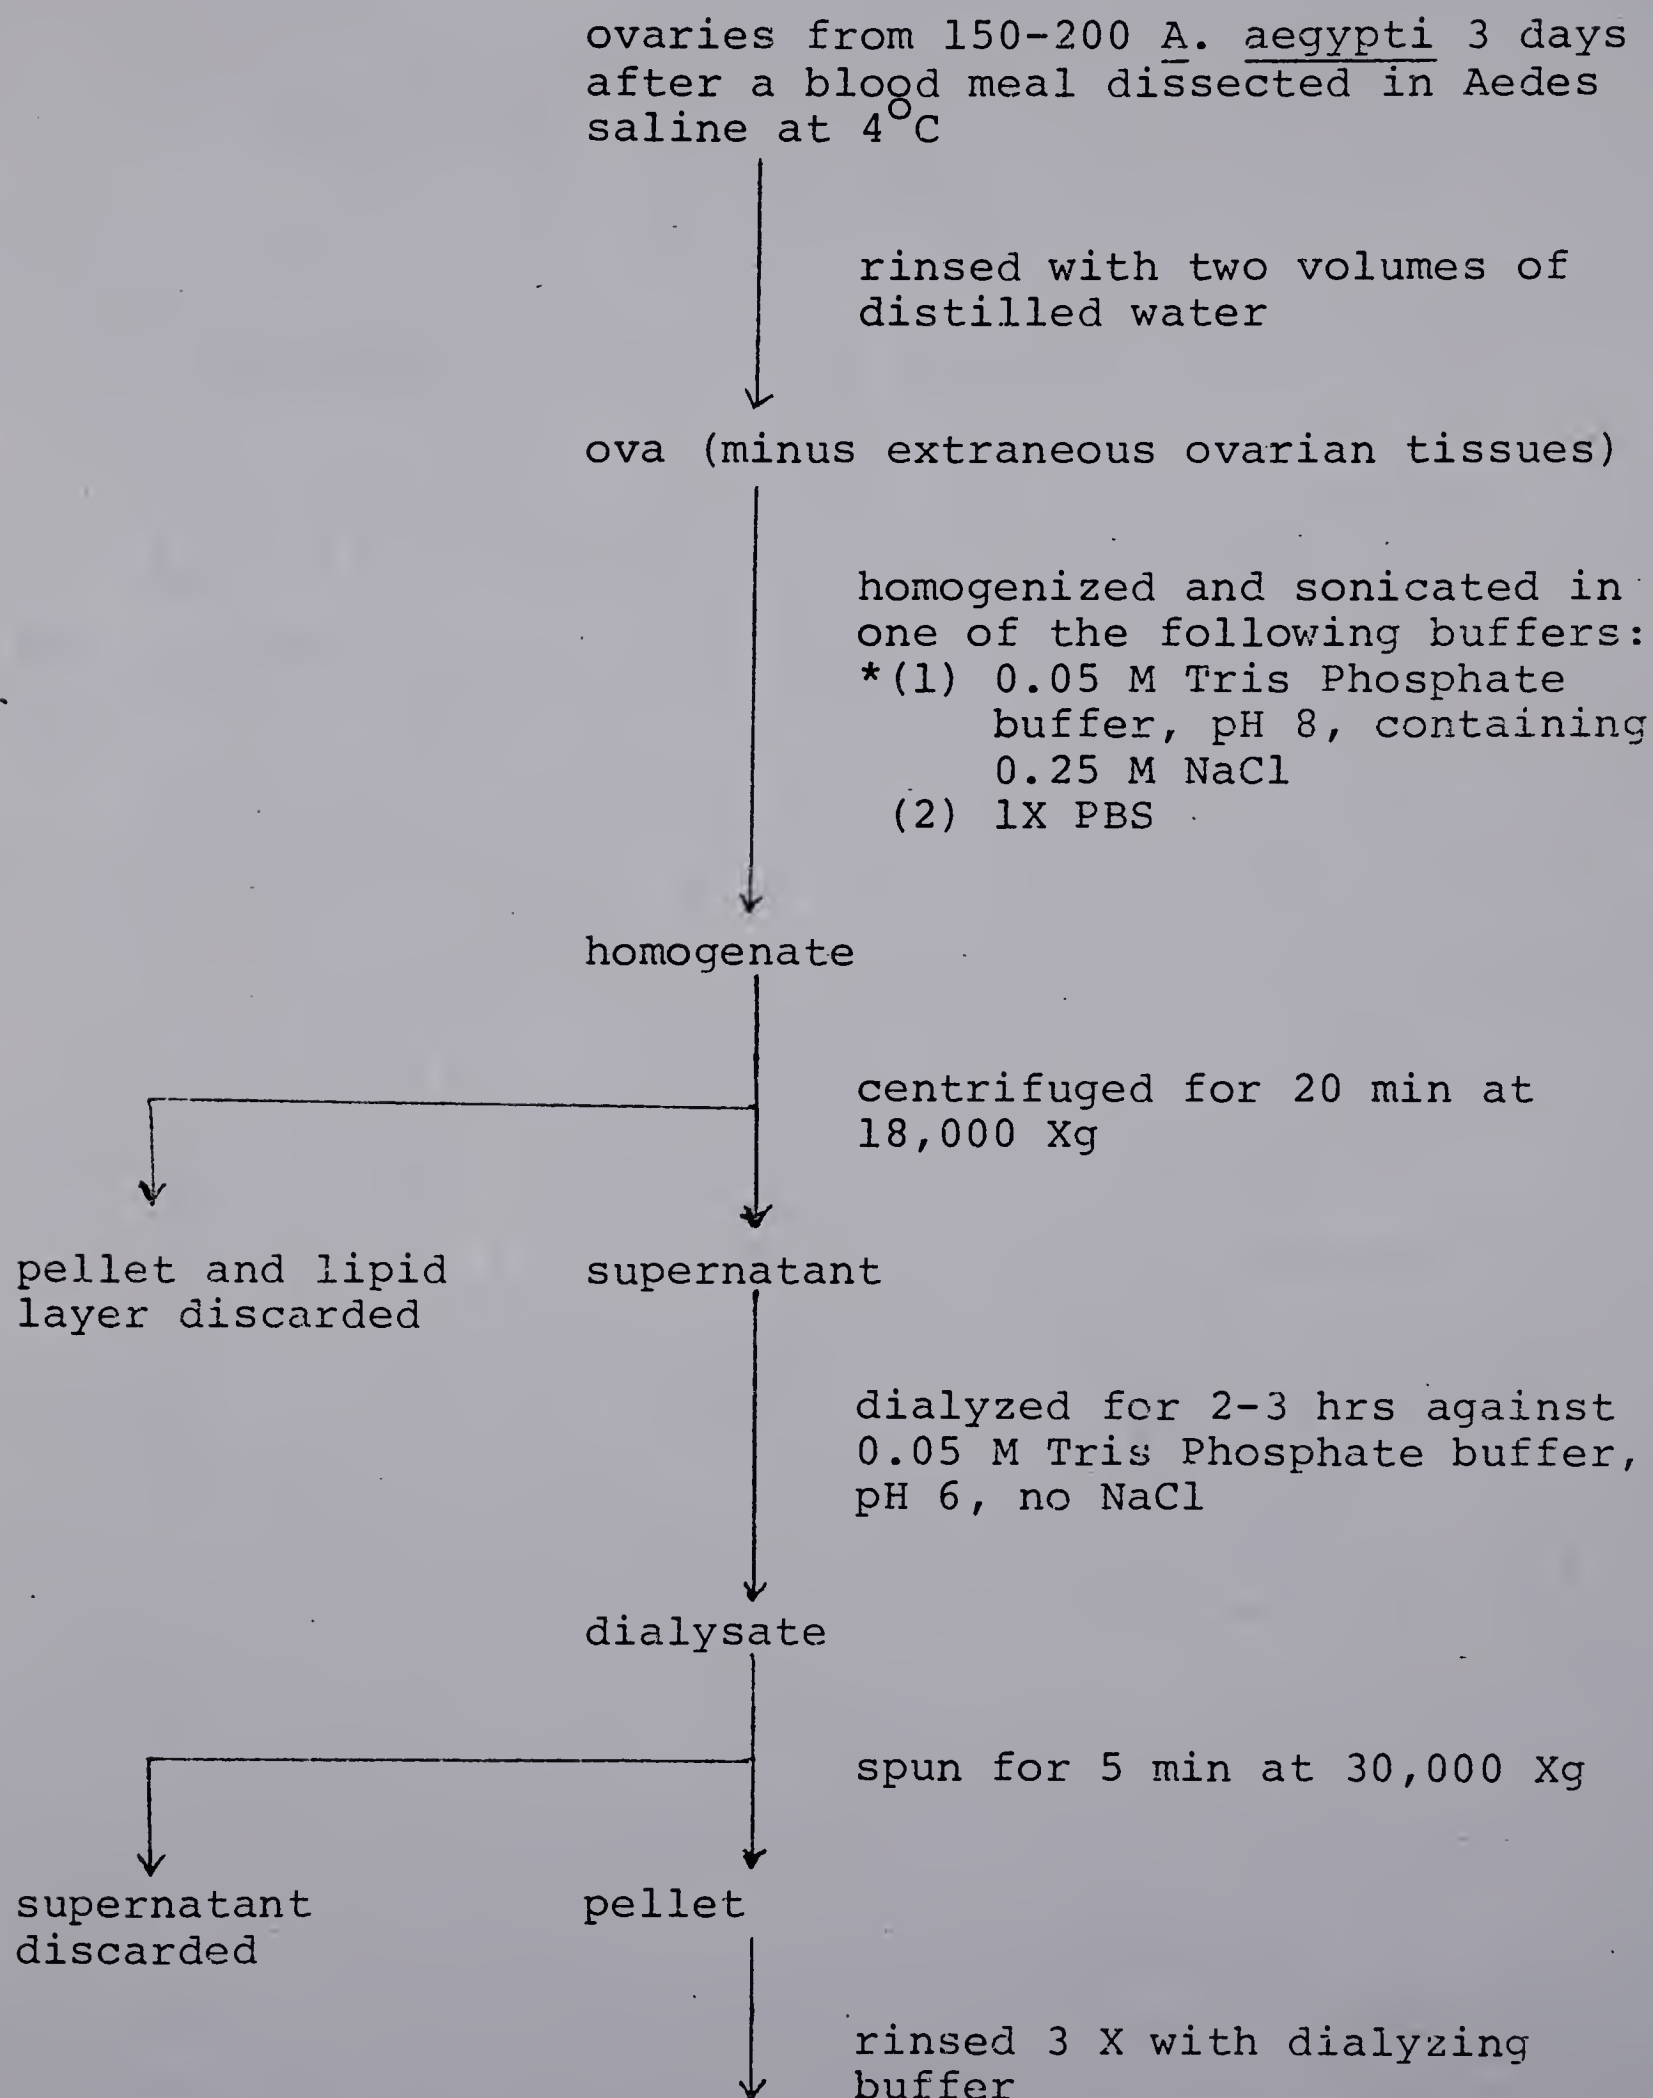 ovaries from 150-200 A. aegypti 3 days
after a blood meal dissected in Aedes
saline at 4°C
rinsed with two volumes of
distilled water
ova (minus extraneous ovarian tissues)
homogenized and sonicated in
one of the following buffers:
*(1) 0.05 M Tris Phosphate
buffer, pH 8, containing
0.25 M NaCl
(2) 1X PBS
homogenate
centrifuged for 20 min at
18,000 Xg
pellet and lipid
layer discarded
supernatant
dialyzed for 2-3 hrs against
0.05 M Tris Phosphate buffer,
pH 6, no NaCl
dialysate
spun for 5 min at 30,000 Xg
supernatant
discarded
pellet
rinsed 3 X with dialyzing
buffer